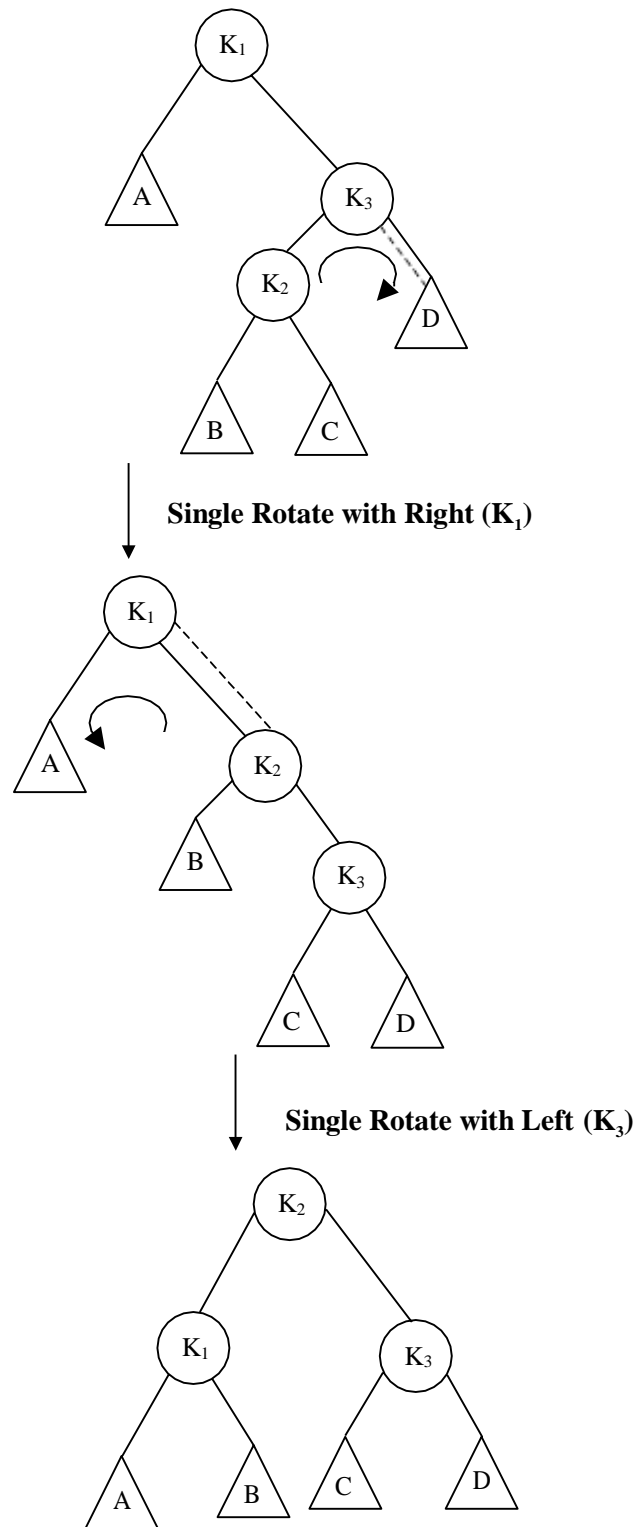 K₁
A
K₃
K₂
D
B C
Single Rotate with Right (K₁)
K₁
A
K₂
B
K₃
C D
Single Rotate with Left (K₃)
K₂
K₁ K₃
A B C D